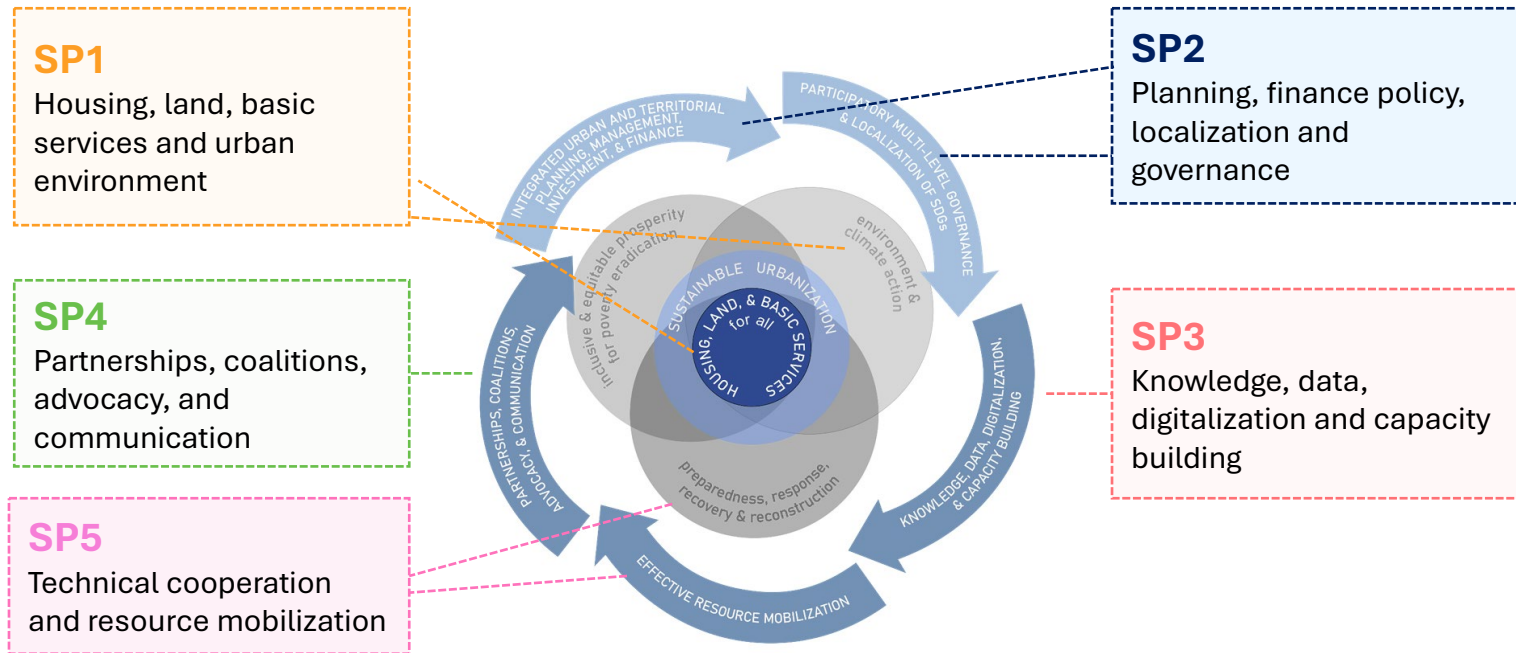 SP1
Housing, land, basic
services and urban
environment
SP2
Planning, finance policy,
localization and
governance
SP4
Partnerships, coalitions,
advocacy, and
communication
SP3
Knowledge, data,
digitalization and capacity
building
SP5
Technical cooperation
and resource mobilization
INTEGRATED URBAN AND TERRITORIAL
PLANNING, MANAGEMENT,
INVESTMENT, & FINANCE
PARTICIPATORY MULTI-LEVEL GOVERNANCE
& LOCALIZATION OF SDGs
KNOWLEDGE, DATA, DIGITALIZATION,
& CAPACITY BUILDING
EFFECTIVE RESOURCE MOBILIZATION
PARTNERSHIPS, COALITIONS,
ADVOCACY, & COMMUNICATION
inclusive & equitable prosperity
for poverty eradication
environment &
climate action
preparedness, response,
recovery & reconstruction
SUSTAINABLE URBANIZATION
HOUSING, LAND, & BASIC SERVICES
for all